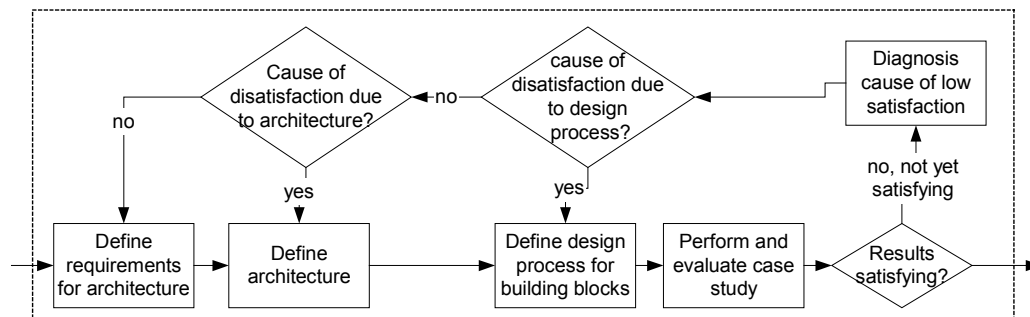 Cause of
disatisfaction due
to architecture?
no
cause of
disatisfaction due
to design
process?
Diagnosis
cause of low
satisfaction
no
yes
yes
no, not yet
satisfying
Define
requirements
for architecture
Define
architecture
Define design
process for
building blocks
Perform and
evaluate case
study
Results
satisfying?